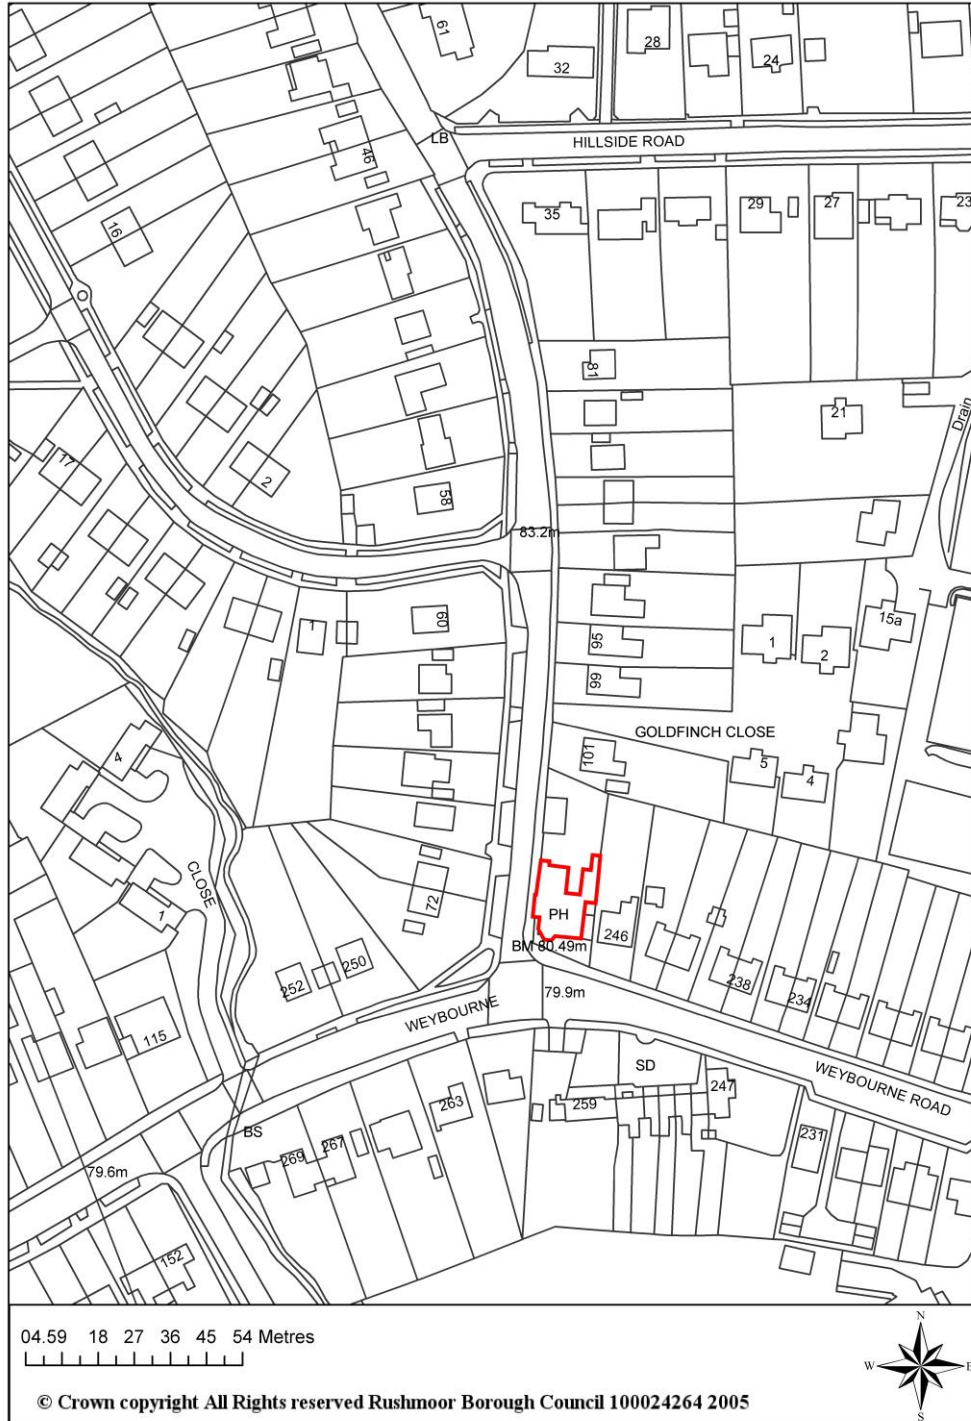 61
28
24
32
LB
HILLSIDE ROAD
46
35
29
27
23
16
81
21
Drain
17
2
58
83.2m
60
1
95
1
2
15a
99
GOLDFINCH CLOSE
101
5
4
4
CLOSE
1
72
PH
246
BM 80.49m
250
252
238
234
79.9m
WEYBOURNE
115
SD
WEYBOURNE ROAD
247
259
263
BS
231
267
269
79.6m
152
04.59 18 27 36 45 54 Metres
N
W E
S
© Crown copyright All Rights reserved Rushmoor Borough Council 100024264 2005